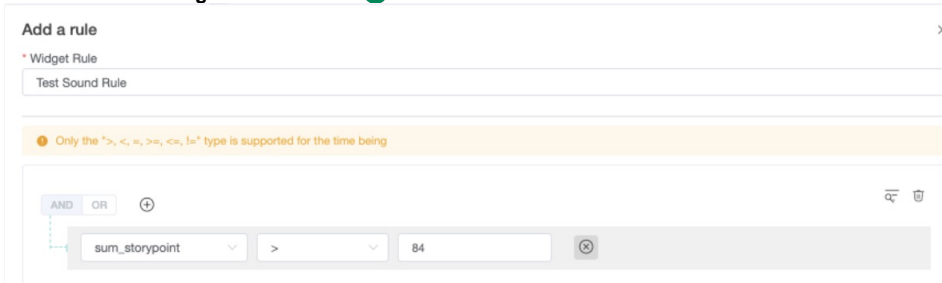 Add a rule
* Widget Rule
Test Sound Rule
Only the ">, <, =, >=, <=, !=" type is supported for the time being
AND OR
sum_storypoint > 84